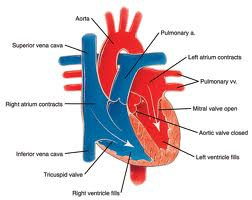 Aorta
Pulmonary a.
Superior vena cava
Left atrium contracts
Pulmonary vv.
Right atrium contracts
Mitral valve open
Aortic valve closed
Inferior vena cava
Left ventricle fills
Tricuspid valve
Right ventricle fills